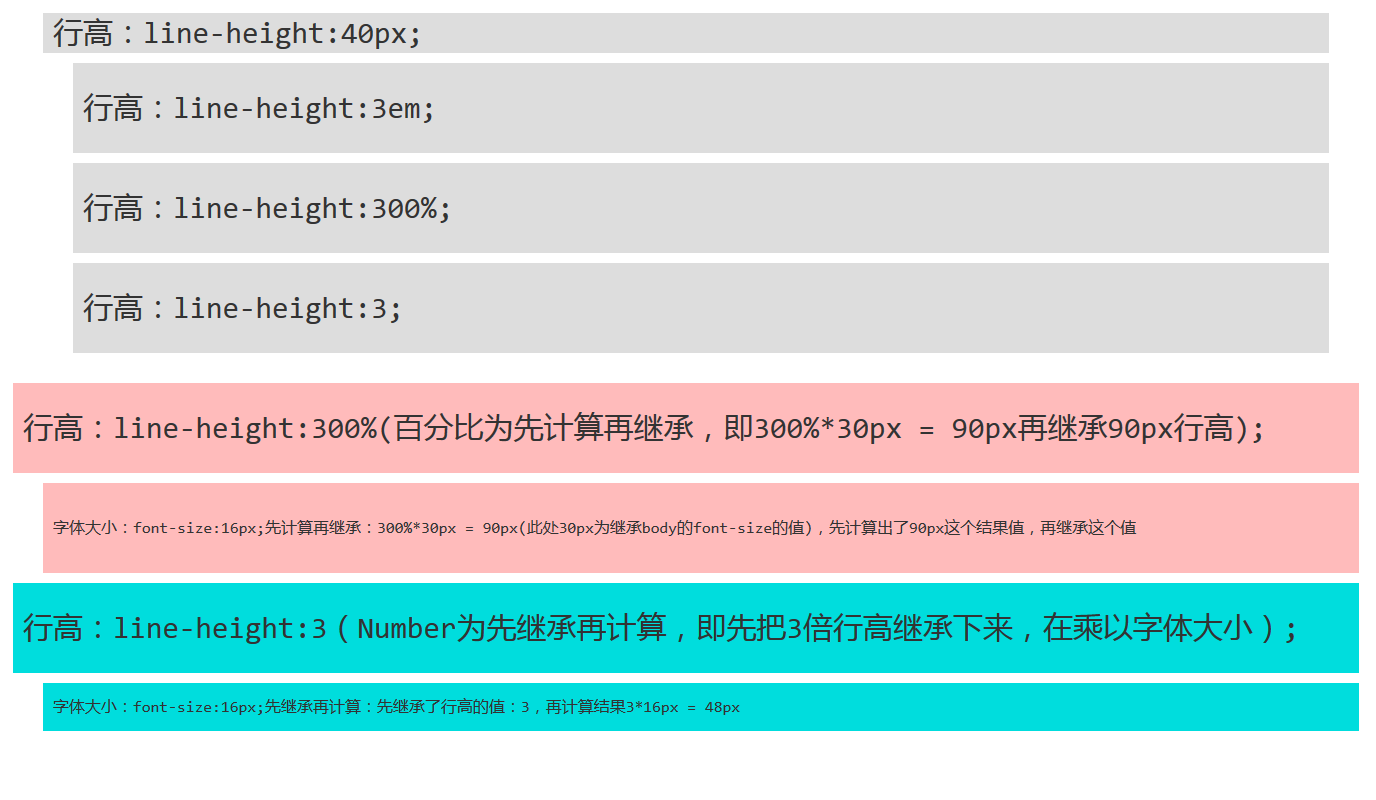 行高：line-height:40px;
行高：line-height:3em;
行高：line-height:300%;
行高：line-height:3;
行高：line-height:300%(百分比为先计算再继承，即300%*30px = 90px再继承90px行高);
字体大小：font-size:16px;先计算再继承：300%*30px = 90px(此处30px为继承body的font-size的值)，先计算出了90px这个结果值，再继承这个值
行高：line-height:3（Number为先继承再计算，即先把3倍行高继承下来，在乘以字体大小）;
字体大小：font-size:16px;先继承再计算：先继承了行高的值：3，再计算结果3*16px = 48px